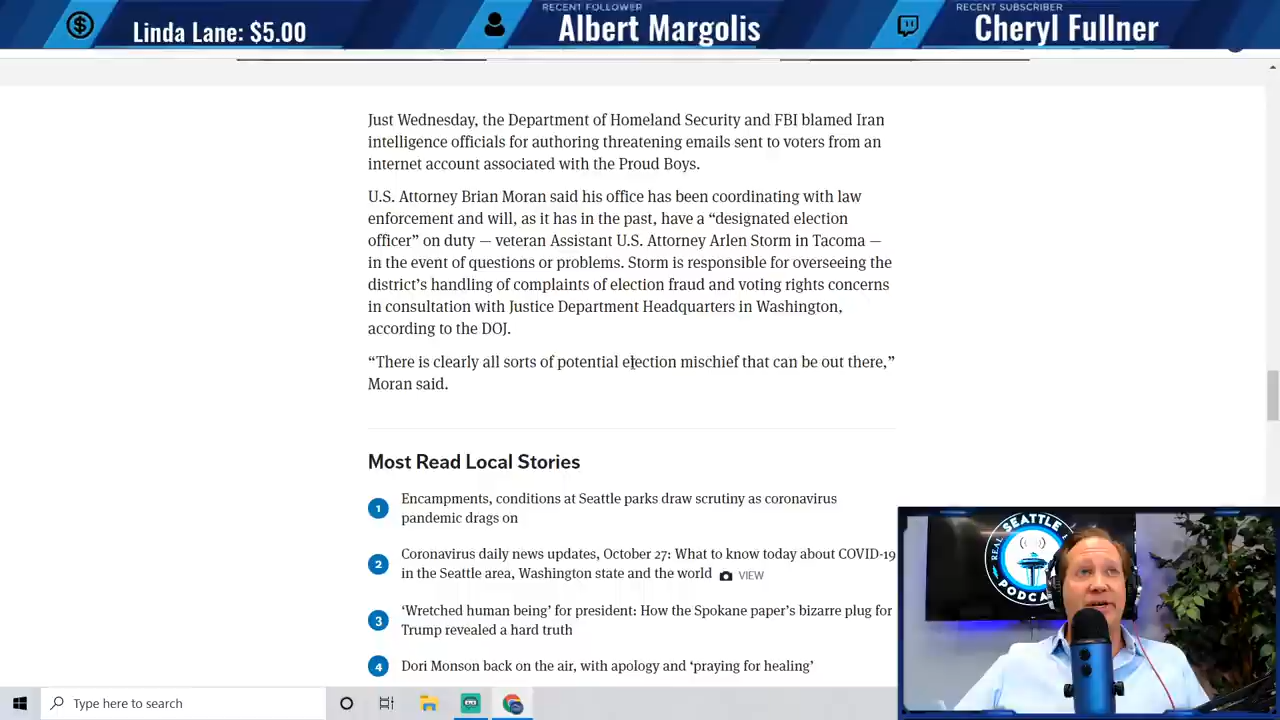 RECENT FOLLOWER
RECENT SUBSCRIBER
Linda Lane: $5.00
Albert Margolis
Cheryl Fullner
Just Wednesday, the Department of Homeland Security and FBI blamed Iran
intelligence officials for authoring threatening emails sent to voters from an
internet account associated with the Proud Boys.
U.S. Attorney Brian Moran said his office has been coordinating with law
enforcement and will, as it has in the past, have a “designated election
officer” on duty — veteran Assistant U.S. Attorney Arlen Storm in Tacoma —
in the event of questions or problems. Storm is responsible for overseeing the
district’s handling of complaints of election fraud and voting rights concerns
in consultation with Justice Department Headquarters in Washington,
according to the DOJ.
“There is clearly all sorts of potential election mischief that can be out there,”
Moran said.
Most Read Local Stories
1 Encampments, conditions at Seattle parks draw scrutiny as coronavirus
pandemic drags on
2 Coronavirus daily news updates, October 27: What to know today about COVID-19
in the Seattle area, Washington state and the world VIEW
3 ‘Wretched human being’ for president: How the Spokane paper’s bizarre plug for
Trump revealed a hard truth
4 Dori Monson back on the air, with apology and ‘praying for healing’
REAL SEATTLE
Type here to search